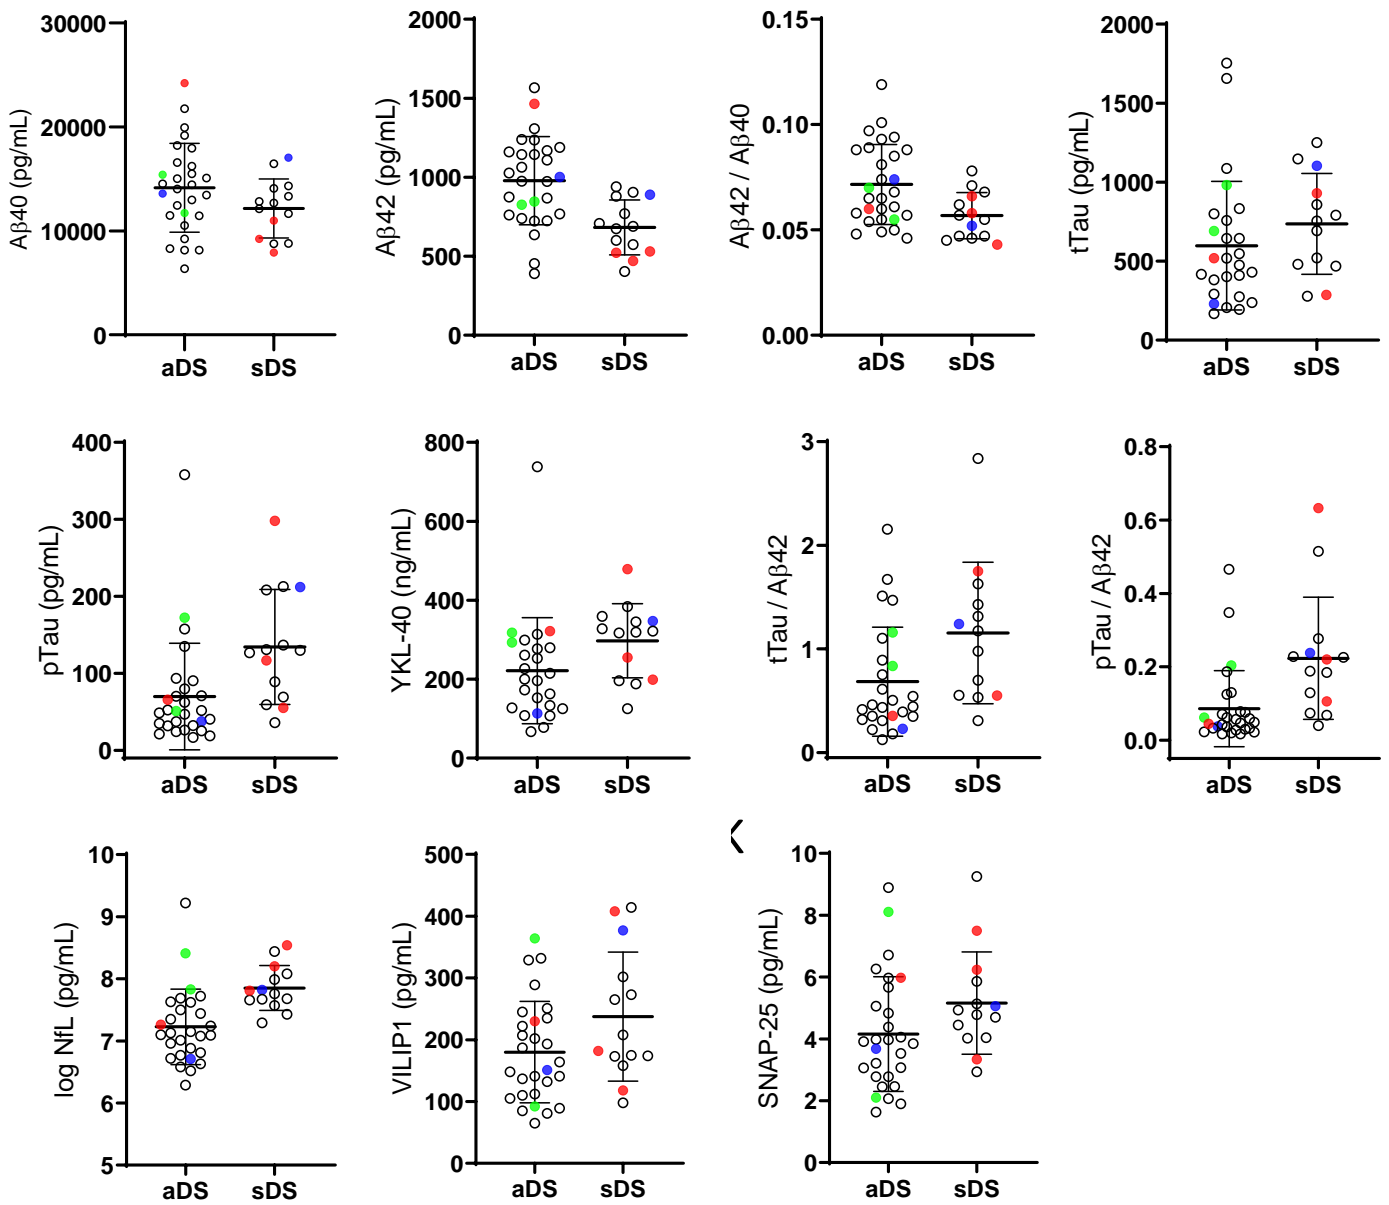 Aβ40 (pg/mL)
30000
20000
10000
0
aDS sDS
Aβ42 (pg/mL)
2000
1500
1000
500
0
aDS sDS
Aβ42 / Aβ40
0.15
0.10
0.05
0.00
aDS sDS
tTau (pg/mL)
2000
1500
1000
500
0
aDS sDS
pTau (pg/mL)
400
300
200
100
0
aDS sDS
YKL-40 (ng/mL)
800
600
400
200
0
aDS sDS
tTau / Aβ42
3
2
1
0
aDS sDS
pTau / Aβ42
0.8
0.6
0.4
0.2
0.0
aDS sDS
log NfL (pg/mL)
10
9
8
7
6
5
aDS sDS
VILIP1 (pg/mL)
500
400
300
200
100
0
aDS sDS
SNAP-25 (pg/mL)
10
8
6
4
2
0
aDS sDS